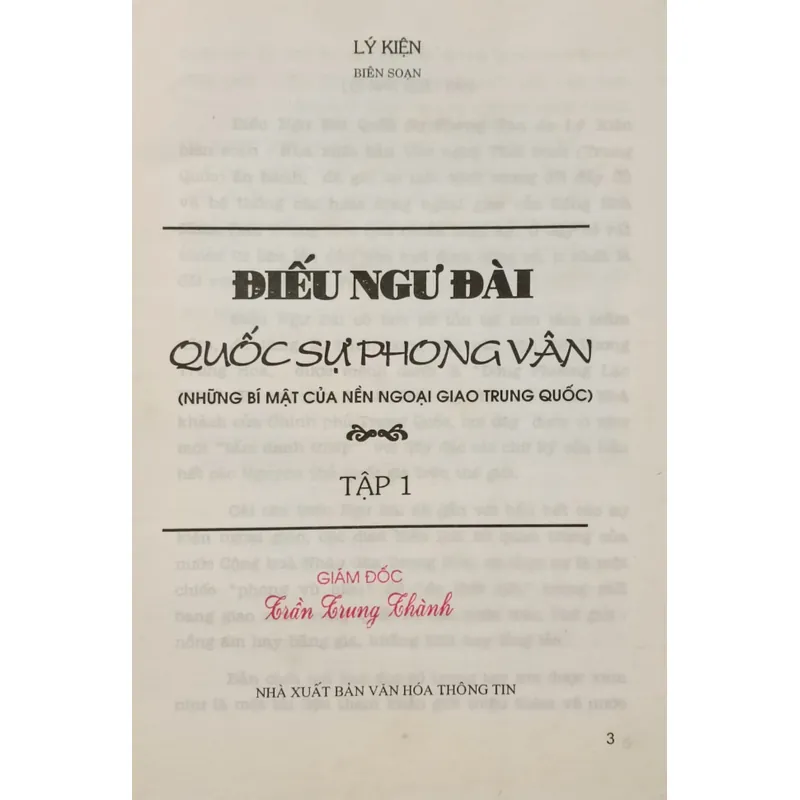 LÝ KIỆN
BIÊN SOẠN
ĐIẾU NGƯ ĐÀI
QUỐC SỰ PHONG VÂN
(NHỮNG BÍ MẬT CỦA NỀN NGOẠI GIAO TRUNG QUỐC)
TẬP 1
GIÁM ĐỐC
Trần Trung Thành
NHÀ XUẤT BẢN VĂN HÓA THÔNG TIN
3